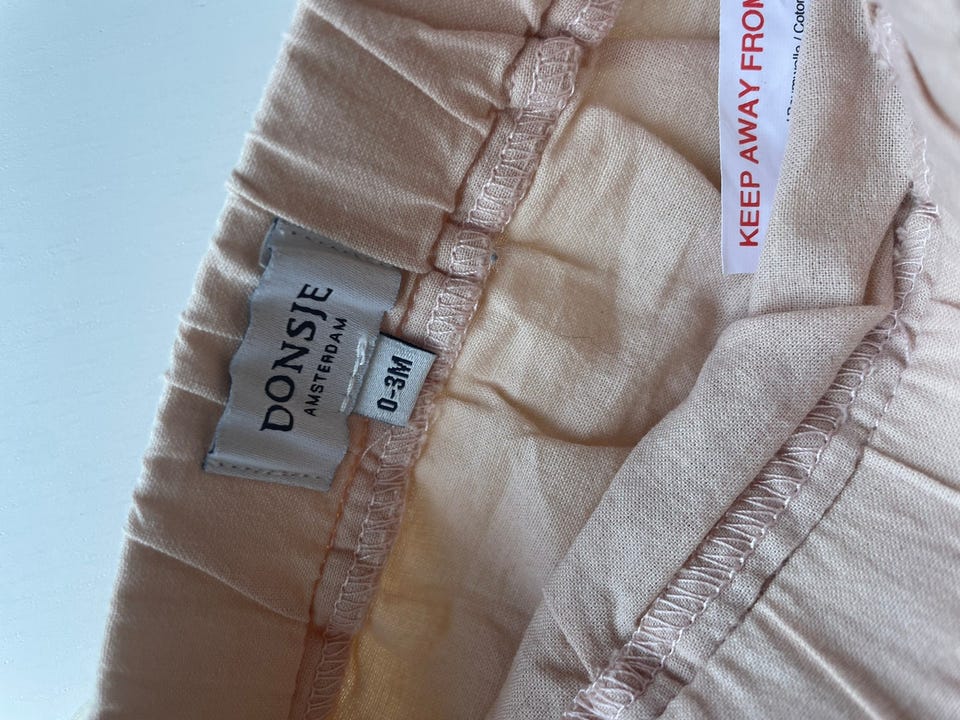 DONSJE
AMSTERDAM
0-3M
KEEP AWAY FROM